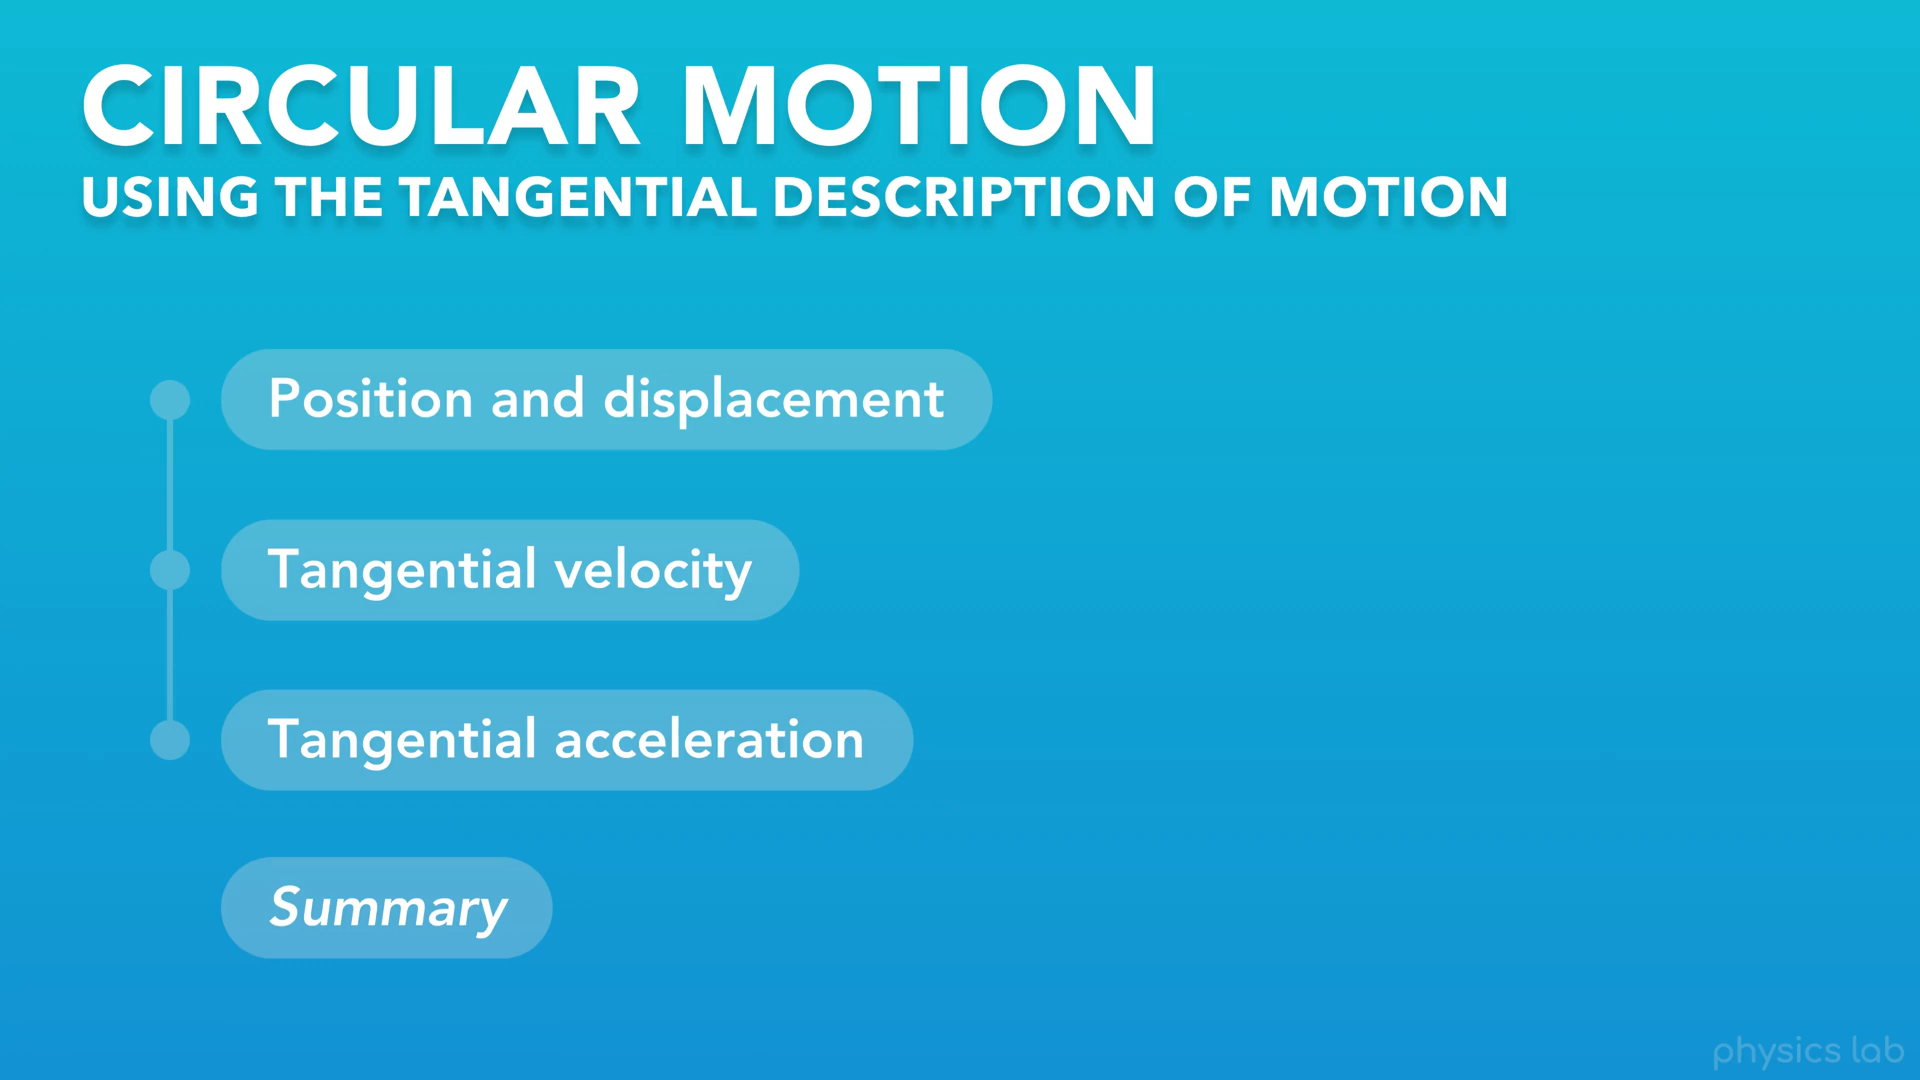 CIRCULAR MOTION
USING THE TANGENTIAL DESCRIPTION OF MOTION
Position and displacement
Tangential velocity
Tangential acceleration
Summary
physics lab